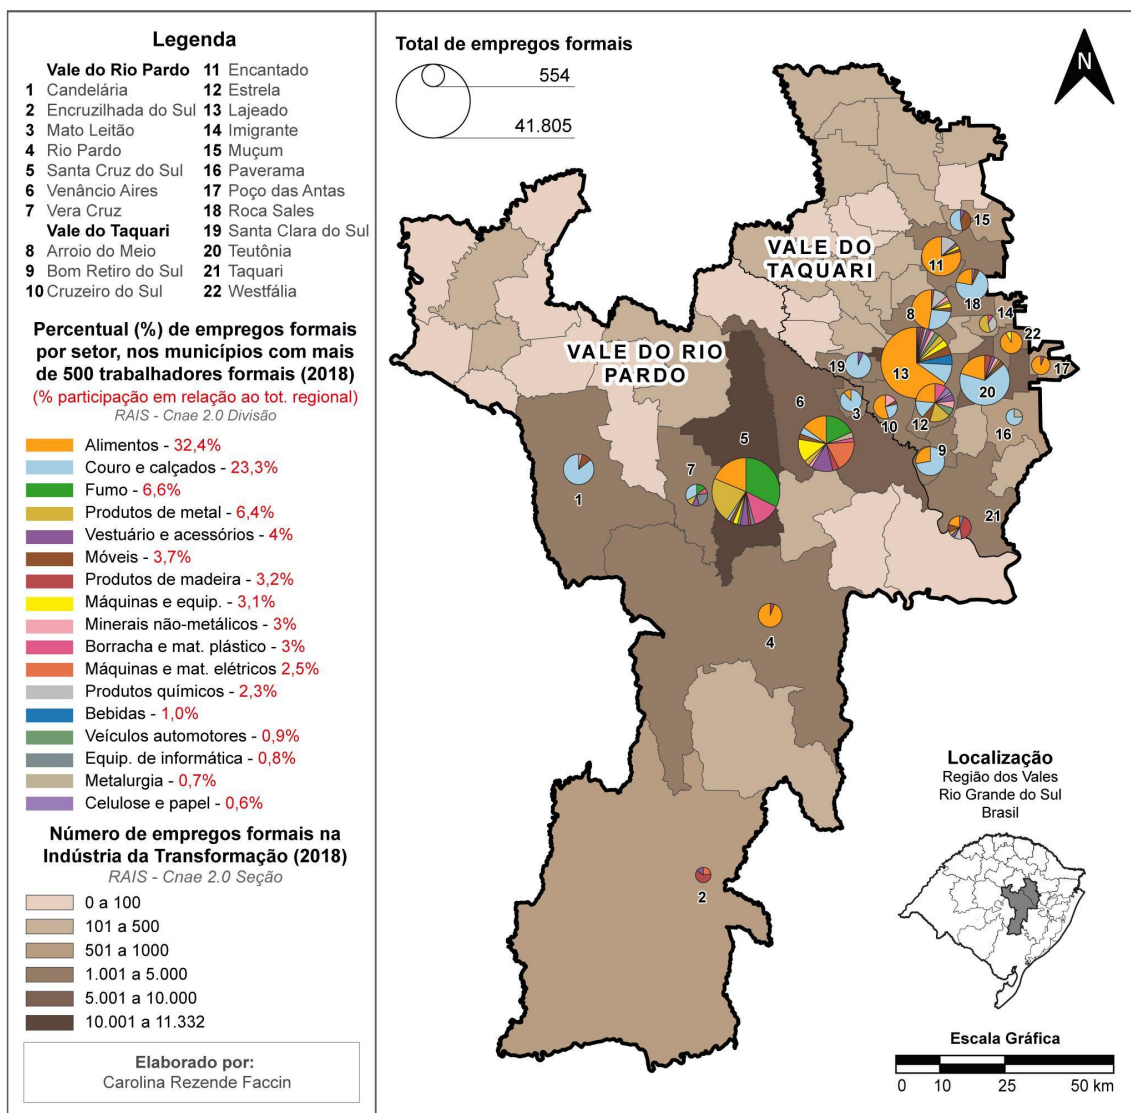 Legenda
Vale do Rio Pardo
1 Candelária
2 Encruzilhada do Sul
3 Mato Leitão
4 Rio Pardo
5 Santa Cruz do Sul
6 Venâncio Aires
7 Vera Cruz
Vale do Taquari
8 Arroio do Meio
9 Bom Retiro do Sul
10 Cruzeiro do Sul
11 Encantado
12 Estrela
13 Lajeado
14 Imigrante
15 Muçum
16 Paverama
17 Poço das Antas
18 Roca Sales
19 Santa Clara do Sul
20 Teutônia
21 Taquari
22 Westfália
Percentual (%) de empregos formais
por setor, nos municípios com mais
de 500 trabalhadores formais (2018)
(% participação em relação ao tot. regional)
RAIS - Cnae 2.0 Divisão
Alimentos - 32,4%
Couro e calçados - 23,3%
Fumo - 6,6%
Produtos de metal - 6,4%
Vestuário e acessórios - 4%
Móveis - 3,7%
Produtos de madeira - 3,2%
Máquinas e equip. - 3,1%
Minerais não-metálicos - 3%
Borracha e mat. plástico - 3%
Máquinas e mat. elétricos 2,5%
Produtos químicos - 2,3%
Bebidas - 1,0%
Veículos automotores - 0,9%
Equip. de informática - 0,8%
Metalurgia - 0,7%
Celulose e papel - 0,6%
Número de empregos formais na
Indústria da Transformação (2018)
RAIS - Cnae 2.0 Seção
0 a 100
101 a 500
501 a 1000
1.001 a 5.000
5.001 a 10.000
10.001 a 11.332
Elaborado por:
Carolina Rezende Faccin
Total de empregos formais
554
41.805
N
VALE DO
TAQUARI
VALE DO RIO
PARDO
15
11
18
8
14
22
19
13
20
17
3
10
12
16
6
9
5
7
1
21
4
2
Localização
Região dos Vales
Rio Grande do Sul
Brasil
Escala Gráfica
0 10 25 50 km